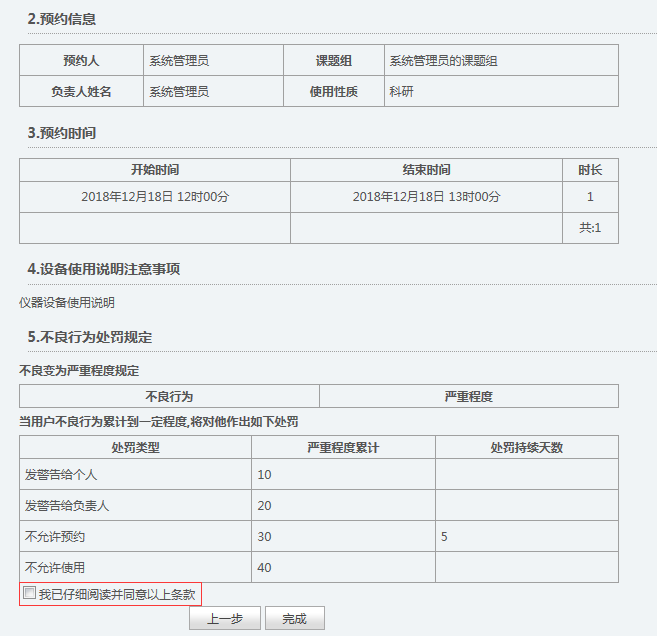 2.预约信息
预约人 系统管理员 课题组 系统管理员的课题组
负责人姓名 系统管理员 使用性质 科研
3.预约时间
开始时间 结束时间 时长
2018年12月18日 12时00分 2018年12月18日 13时00分 1
共:1
4.设备使用说明注意事项
仪器设备使用说明
5.不良行为处罚规定
不良变为严重程度规定
不良行为 严重程度
当用户不良行为累计到一定程度,将对他作出如下处罚
处罚类型 严重程度累计 处罚持续天数
发警告给个人 10
发警告给负责人 20
不允许预约 30 5
不允许使用 40
我已仔细阅读并同意以上条款
上一步 完成